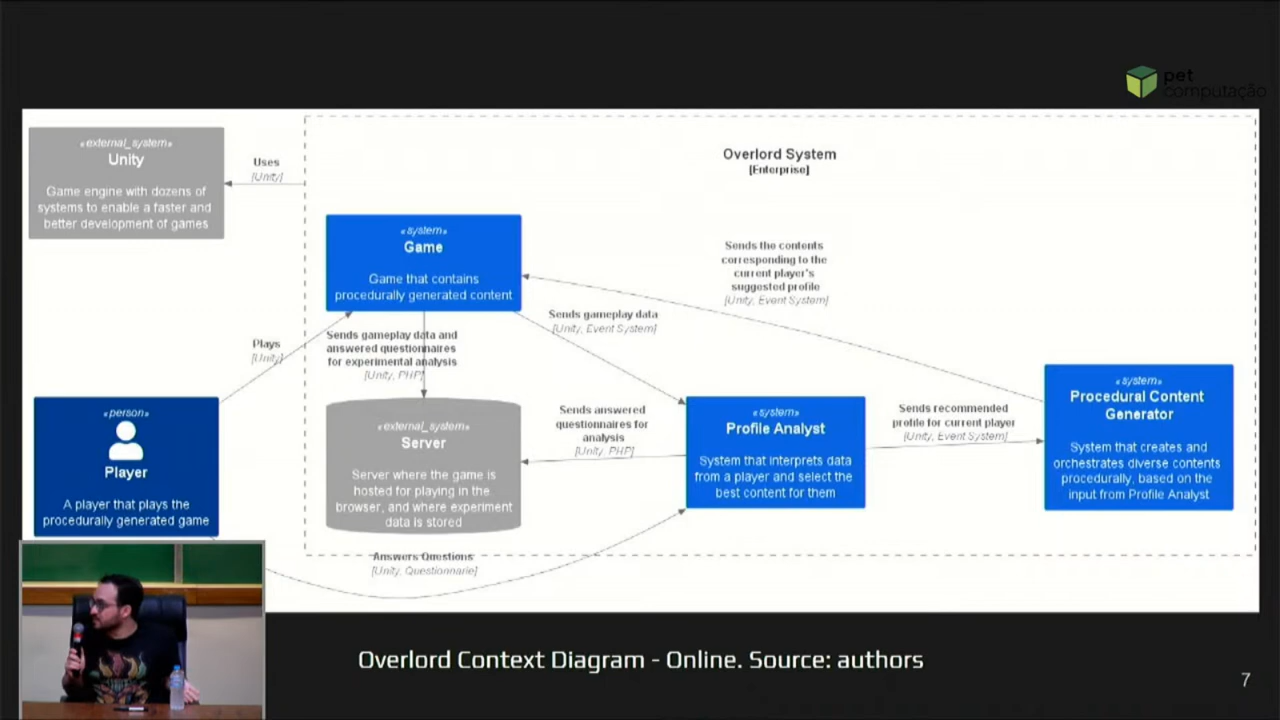 pet
computação
«external_system»
Unity
Game engine with dozens of
systems to enable a faster and
better development of games
Uses
[Unity]
Overlord System
[Enterprise]
«system»
Game
Game that contains
procedurally generated content
Sends the contents
corresponding to the
current player's
suggested profile
[Unity, Event System]
Sends gameplay data
[Unity, Event System]
Plays
[Unity]
Sends gameplay data and
answered questionnaires
for experimental analysis
[Unity, PHP]
«person»
Player
A player that plays the
procedurally generated game
«external_system»
Server
Server where the game is
hosted for playing in the
browser, and where experiment
data is stored
Sends answered
questionnaires for
analysis
[Unity, PHP]
«system»
Profile Analyst
System that interprets data
from a player and select the
best content for them
Sends recommended
profile for current player
[Unity, Event System]
«system»
Procedural Content
Generator
System that creates and
orchestrates diverse contents
procedurally, based on the
input from Profile Analyst
Answers Questions
[Unity, Questionnarie]
Overlord Context Diagram - Online. Source: authors
7